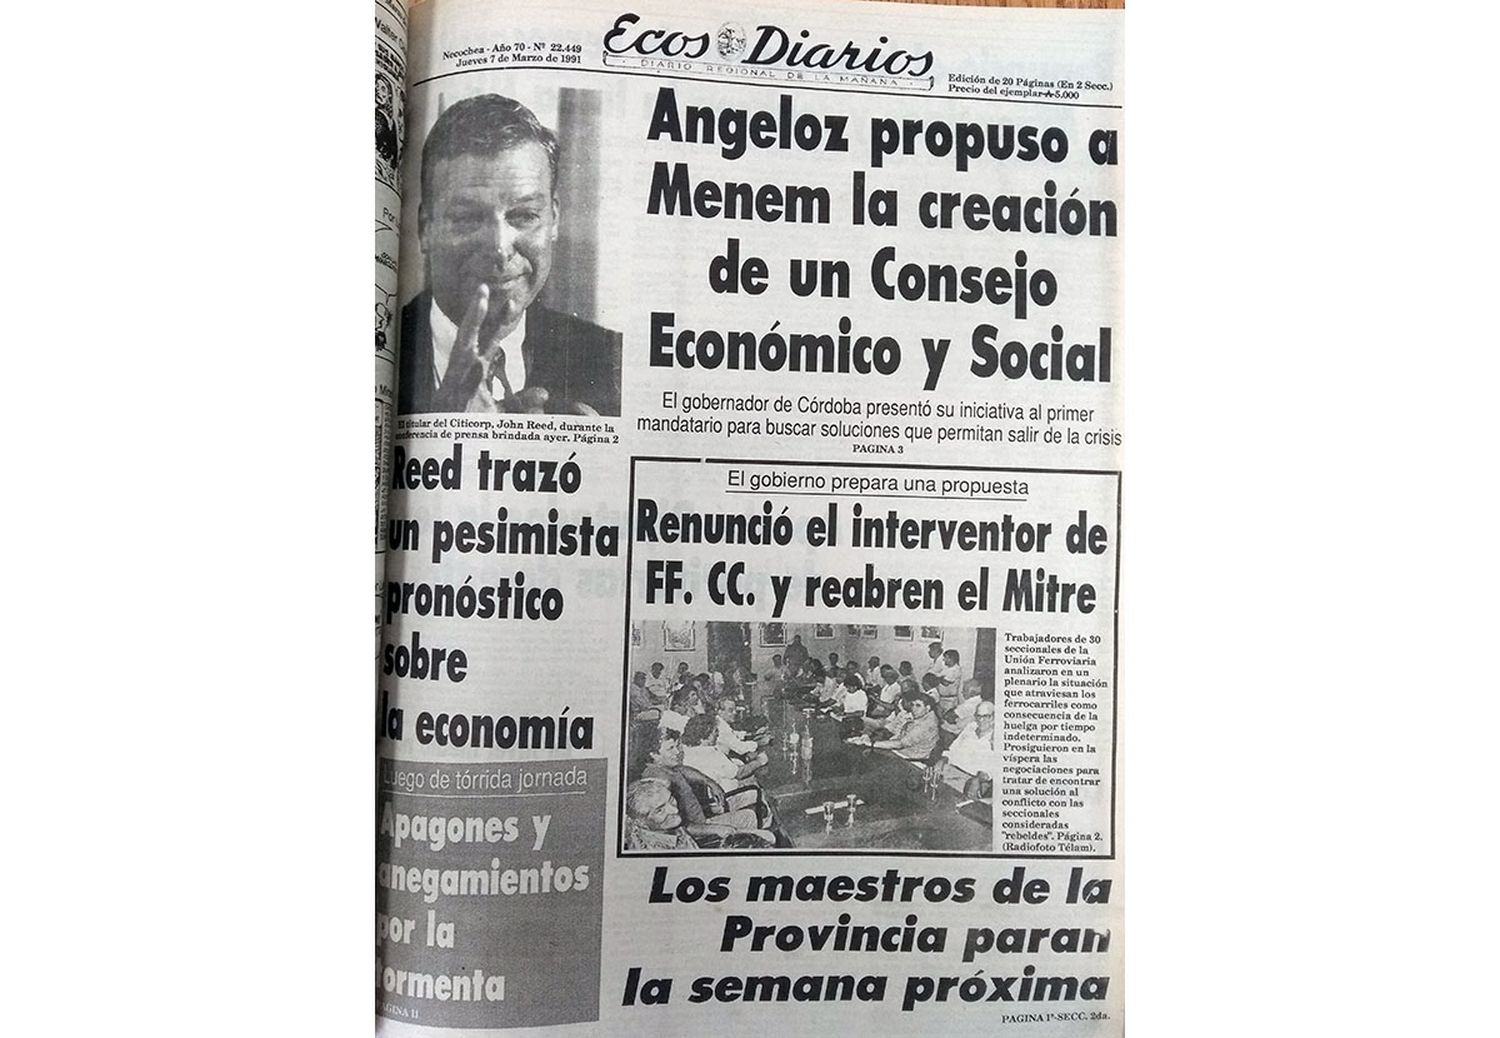 Necochea - Año 70 - Nº 22.449
Jueves 7 de Marzo de 1991
Ecos Diarios
DIARIO REGIONAL DE LA MAÑANA
Edición de 20 Páginas (En 2 Secc.)
Precio del ejemplar A 5.000
Angeloz propuso a
Menem la creación
de un Consejo
Económico y Social
El gobernador de Córdoba presentó su iniciativa al primer
mandatario para buscar soluciones que permitan salir de la crisis
PAGINA 3
El titular del Citicorp, John Reed, durante la
conferencia de prensa brindada ayer. Página 2
Reed trazó
un pesimista
pronóstico
sobre
la economía
El gobierno prepara una propuesta
Renunció el interventor de
FF. CC. y reabren el Mitre
Trabajadores de 30
seccionales de la
Unión Ferroviaria
analizaron en un
plenario la situación
que atraviesan los
ferrocarriles como
consecuencia de la
huelga por tiempo
indeterminado.
Prosiguieron en la
víspera las
negociaciones para
tratar de encontrar
una solución al
conflicto con las
seccionales
consideradas
"rebeldes". Página 2.
(Radiofoto Télam).
Luego de tórrida jornada
Apagones y
anegamientos
por la
tormenta
PAGINA 11
Los maestros de la
Provincia paran
la semana próxima
PAGINA 1ª-SECC. 2da.